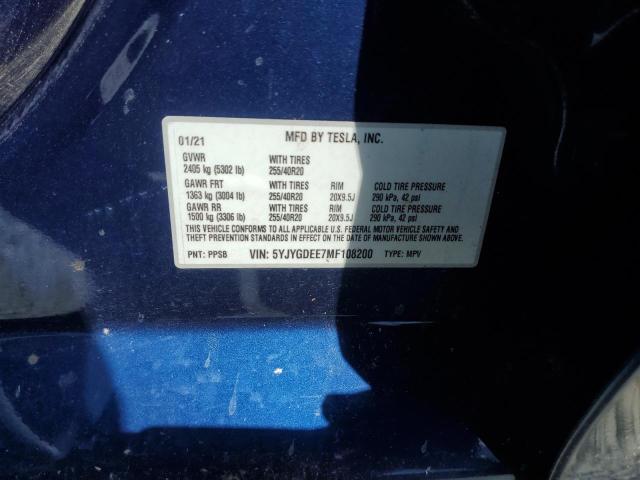 01/21 MFD BY TESLA, INC.
GVWR WITH TIRES
2405 kg (5302 lb) 255/40R20
GAWR FRT WITH TIRES RIM COLD TIRE PRESSURE
1363 kg (3004 lb) 255/40R20 20X9.5J 290 kPa, 42 psi
GAWR RR WITH TIRES RIM COLD TIRE PRESSURE
1500 kg (3306 lb) 255/40R20 20X9.5J 290 kPa, 42 psi
THIS VEHICLE CONFORMS TO ALL APPLICABLE U.S. FEDERAL MOTOR VEHICLE SAFETY AND
THEFT PREVENTION STANDARDS IN EFFECT ON THE DATE OF MANUFACTURE SHOWN ABOVE.
PNT: PPSB VIN: 5YJYGDEE7MF108200 TYPE: MPV